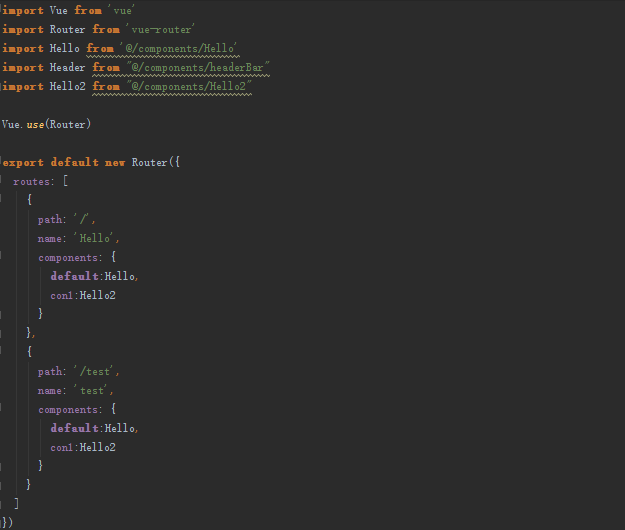 import Vue from 'vue'
import Router from 'vue-router'
import Hello from '@/components/Hello'
import Header from "@/components/headerBar"
import Hello2 from "@/components/Hello2"
Vue.use(Router)
export default new Router({
routes: [
{
path: '/',
name: 'Hello',
components: {
default:Hello,
con1:Hello2
}
},
{
path: '/test',
name: 'test',
components: {
default:Hello,
con1:Hello2
}
}
]
})